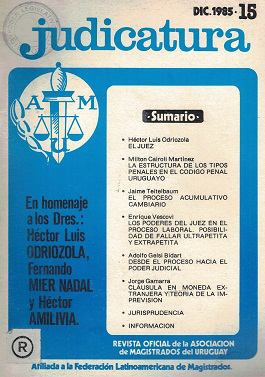 DIC. 1985 · 15
judicatura
A M
U
En homenaje
a los Dres.:
Héctor Luis
ODRIOZOLA,
Fernando
MIER NADAL
y Héctor
AMILIVIA.
·Sumario·
• Héctor Luis Odriozola
EL JUEZ
• Milton Cairoli Martínez
LA ESTRUCTURA DE LOS TIPOS
PENALES EN EL CODIGO PENAL
URUGUAYO
• Jaime Teitelbaum
EL PROCESO ACUMULATIVO
CAMBIARIO
• Enrique Vescovi
LOS PODERES DEL JUEZ EN EL
PROCESO LABORAL. POSIBILI-
DAD DE FALLAR ULTRAPETITA
Y EXTRAPETITA
• Adolfo Gelsi Bidart
DESDE EL PROCESO HACIA EL
PODER JUDICIAL
• Jorge Gamarra
CLAUSULA EN MONEDA EX-
TRANJERA Y TEORIA DE LA IM-
PREVISION
• JURISPRUDENCIA
• INFORMACION
R
REVISTA OFICIAL de la ASOCIACION
de MAGISTRADOS del URUGUAY
Afiliada a la Federación Latinoamericana de Magistrados.